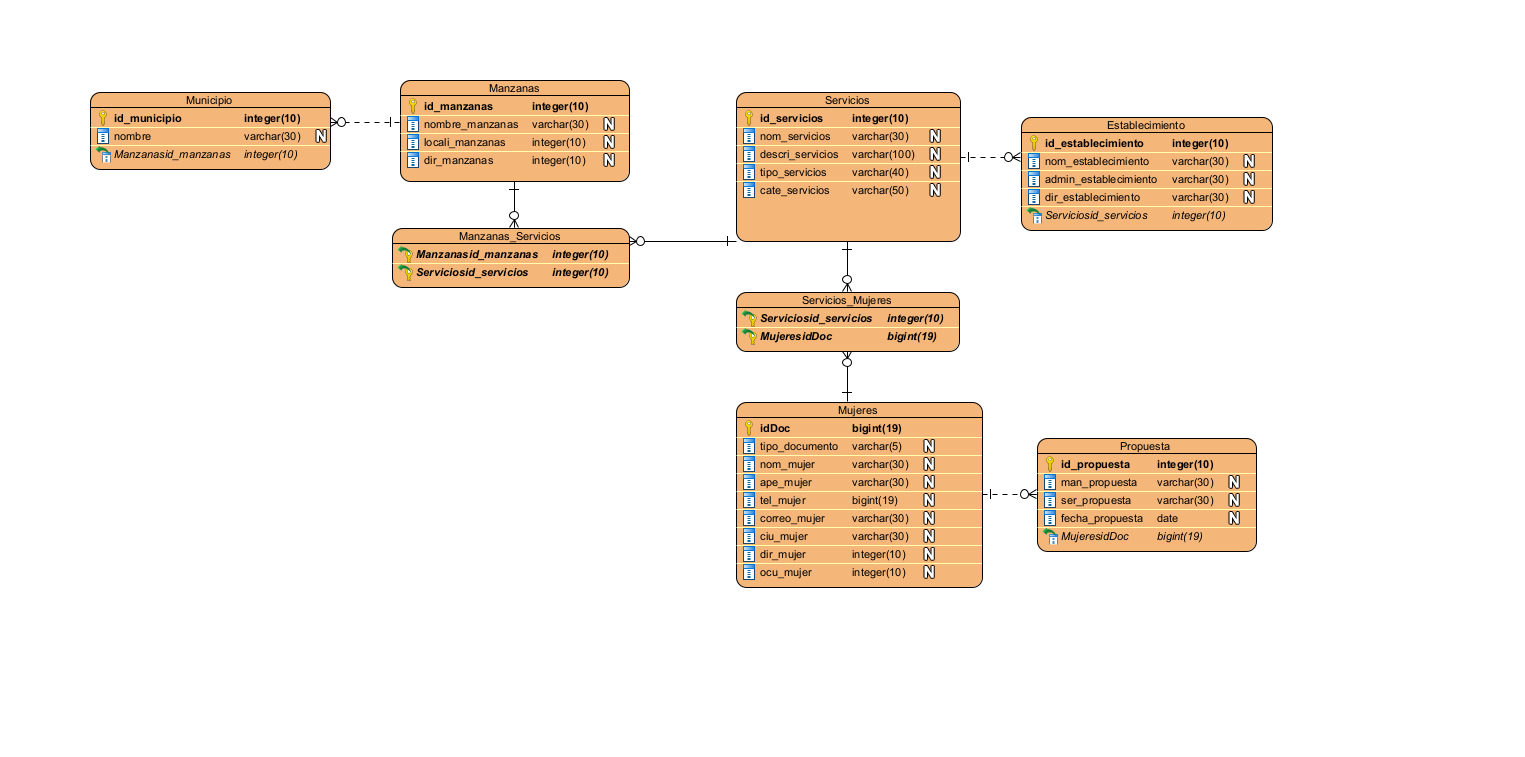 Municipio
id_municipio integer(10)
nombre varchar(30) N
Manzanasid_manzanas integer(10)
Manzanas
id_manzanas integer(10)
nombre_manzanas varchar(30) N
locali_manzanas integer(10) N
dir_manzanas integer(10) N
Servicios
id_servicios integer(10)
nom_servicios varchar(30) N
descri_servicios varchar(100) N
tipo_servicios varchar(40) N
cate_servicios varchar(50) N
Establecimiento
id_establecimiento integer(10)
nom_establecimiento varchar(30) N
admin_establecimiento varchar(30) N
dir_establecimiento varchar(30) N
Serviciosid_servicios integer(10)
Manzanas_Servicios
Manzanasid_manzanas integer(10)
Serviciosid_servicios integer(10)
Servicios_Mujeres
Serviciosid_servicios integer(10)
MujeresidDoc bigint(19)
Mujeres
idDoc bigint(19)
tipo_documento varchar(5) N
nom_mujer varchar(30) N
ape_mujer varchar(30) N
tel_mujer bigint(19) N
correo_mujer varchar(30) N
ciu_mujer varchar(30) N
dir_mujer integer(10) N
ocu_mujer integer(10) N
Propuesta
id_propuesta integer(10)
man_propuesta varchar(30) N
ser_propuesta varchar(30) N
fecha_propuesta date N
MujeresidDoc bigint(19)